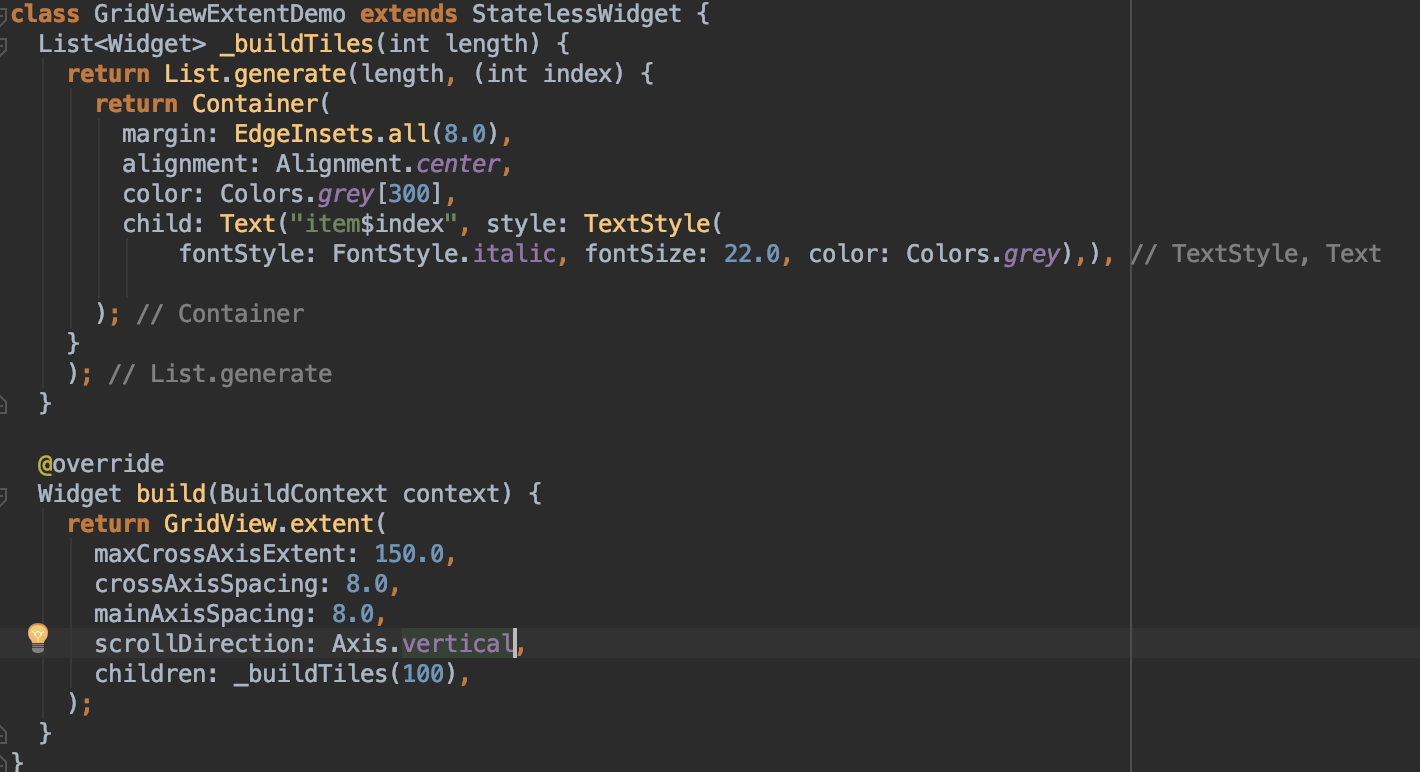 class GridViewExtentDemo extends StatelessWidget {
  List<Widget> _buildTiles(int length) {
    return List.generate(length, (int index) {
      return Container(
        margin: EdgeInsets.all(8.0),
        alignment: Alignment.center,
        color: Colors.grey[300],
        child: Text("item$index", style: TextStyle(
            fontStyle: FontStyle.italic, fontSize: 22.0, color: Colors.grey),), // TextStyle, Text

      ); // Container
    }
    ); // List.generate
  }

  @override
  Widget build(BuildContext context) {
    return GridView.extent(
      maxCrossAxisExtent: 150.0,
      crossAxisSpacing: 8.0,
      mainAxisSpacing: 8.0,
      scrollDirection: Axis.vertical,
      children: _buildTiles(100),
    );
  }
}